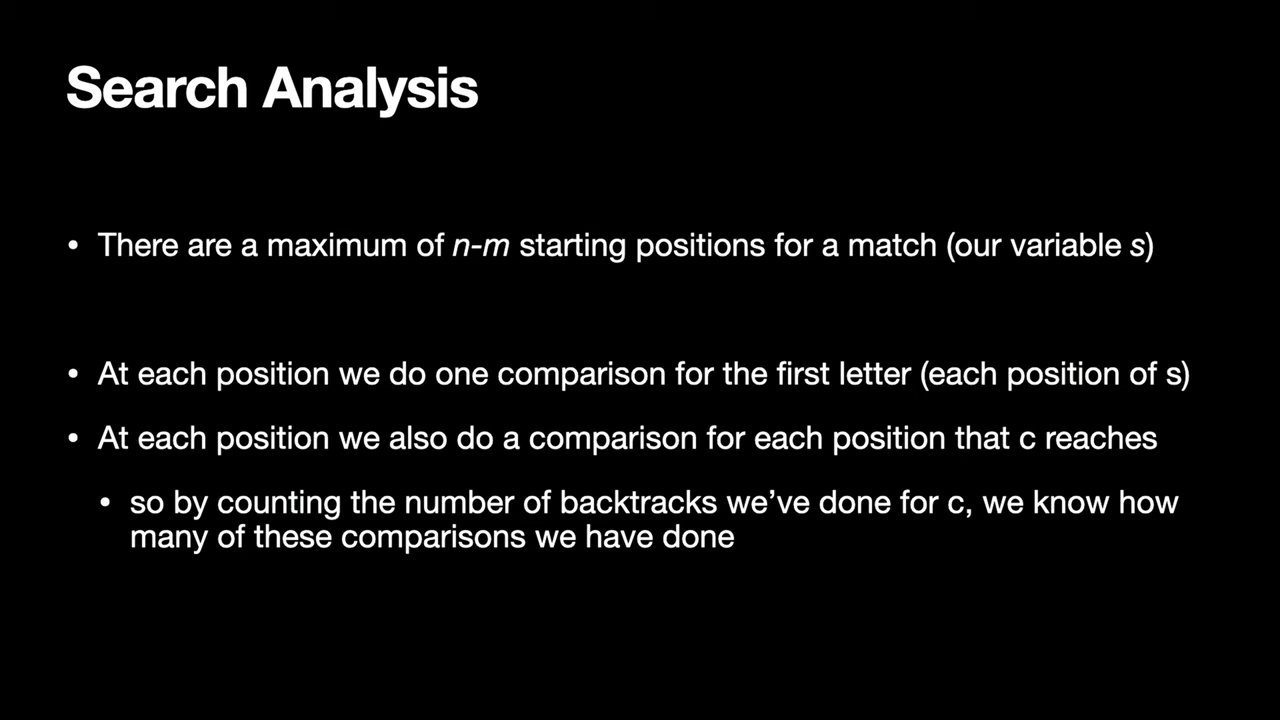 Search Analysis
• There are a maximum of n-m starting positions for a match (our variable s)
• At each position we do one comparison for the first letter (each position of s)
• At each position we also do a comparison for each position that c reaches
• so by counting the number of backtracks we’ve done for c, we know how
many of these comparisons we have done